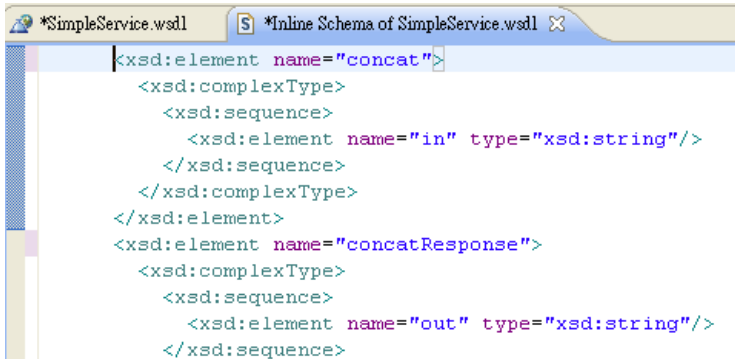 *SimpleService.wsdl S *Inline Schema of SimpleService.wsdl
<xsd:element name="concat">
<xsd:complexType>
<xsd:sequence>
<xsd:element name="in" type="xsd:string"/>
</xsd:sequence>
</xsd:complexType>
</xsd:element>
<xsd:element name="concatResponse">
<xsd:complexType>
<xsd:sequence>
<xsd:element name="out" type="xsd:string"/>
</xsd:sequence>